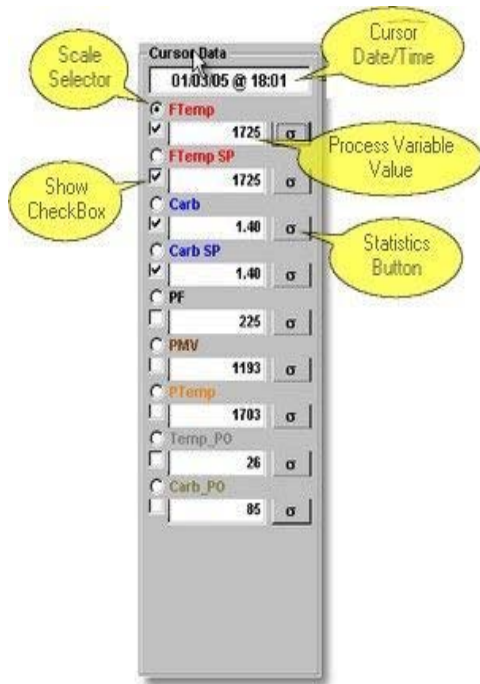 Scale
Selector
Cursor Data
01/03/05 @ 18:01
Cursor
Date/Time
FTemp
1725 σ
Process Variable
Value
FTemp SP
1725 σ
Show
CheckBox
Carb
1.40 σ
Statistics
Button
Carb SP
1.40 σ
PF
225 σ
PMV
1193 σ
PTemp
1703 σ
Temp_PO
26 σ
Carb_PO
85 σ